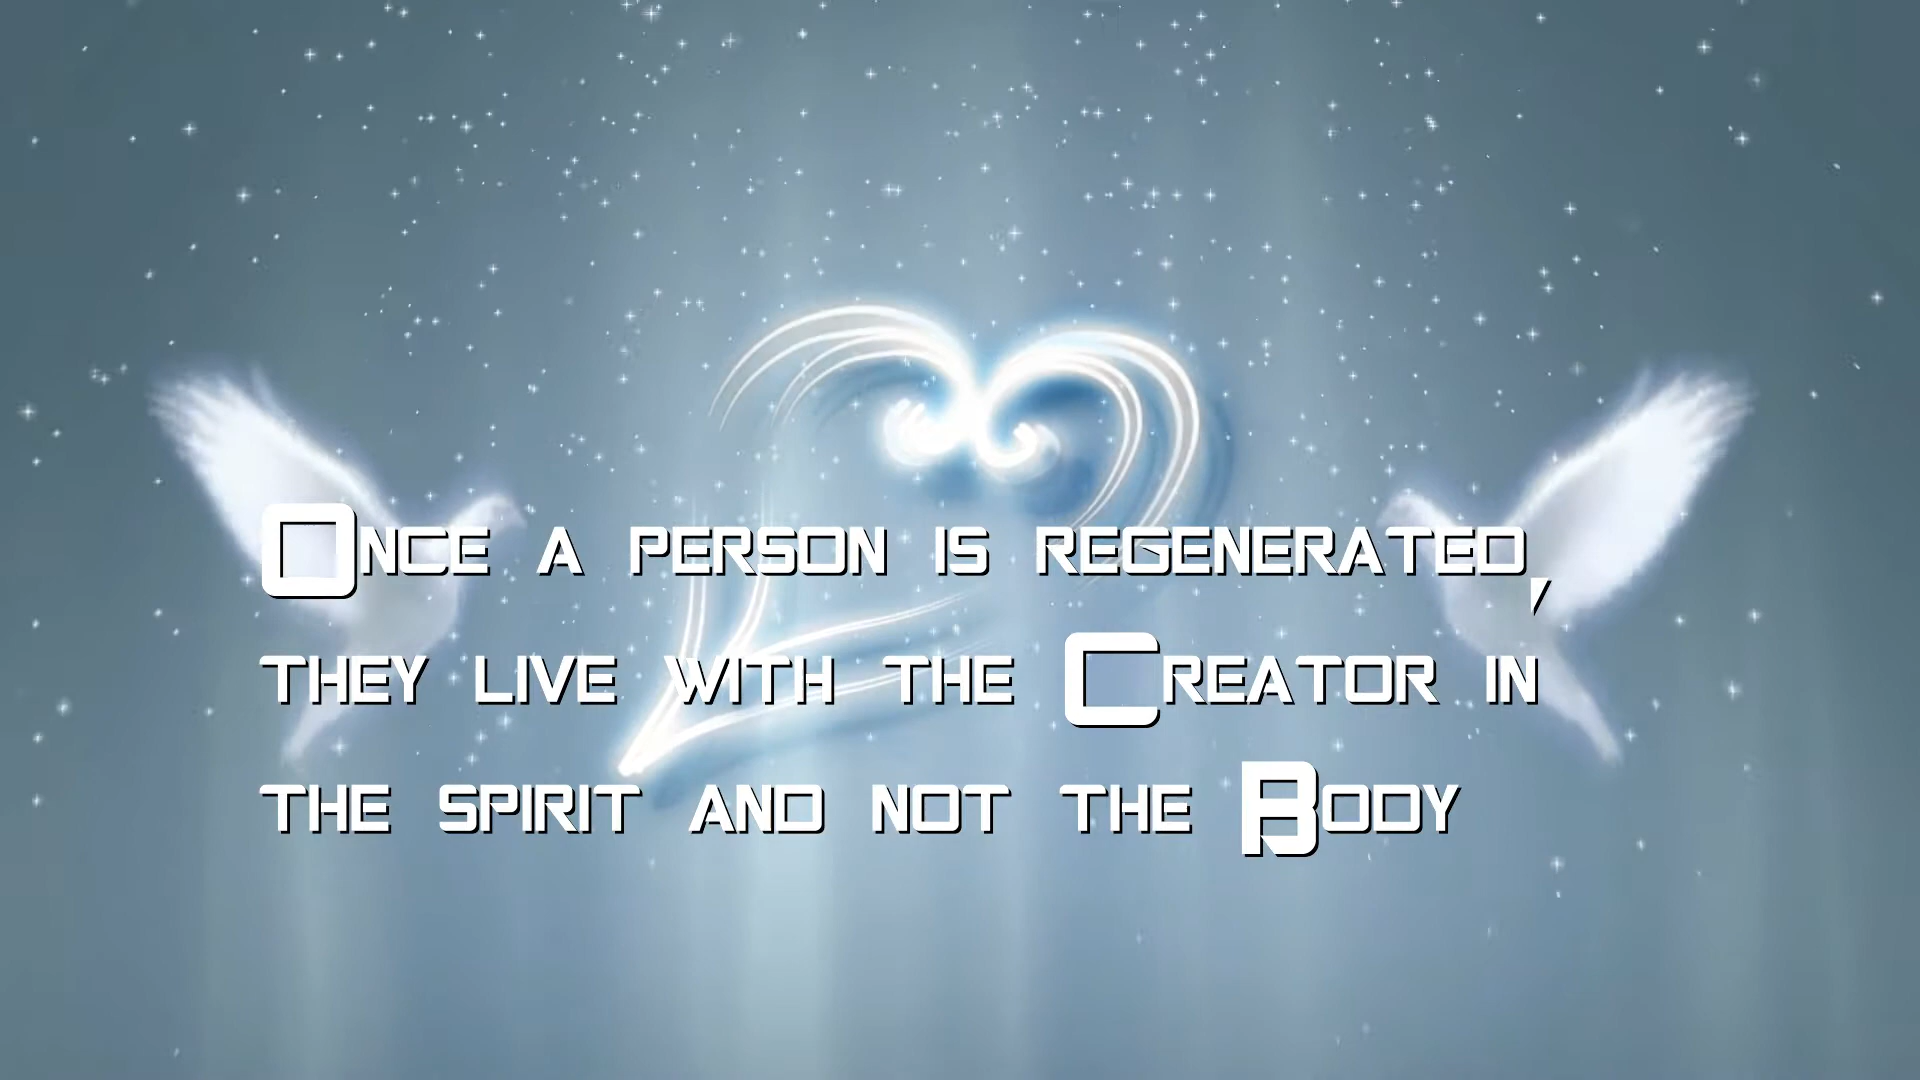 Once a person is regenerated,
they live with the Creator in
the spirit and not the Body